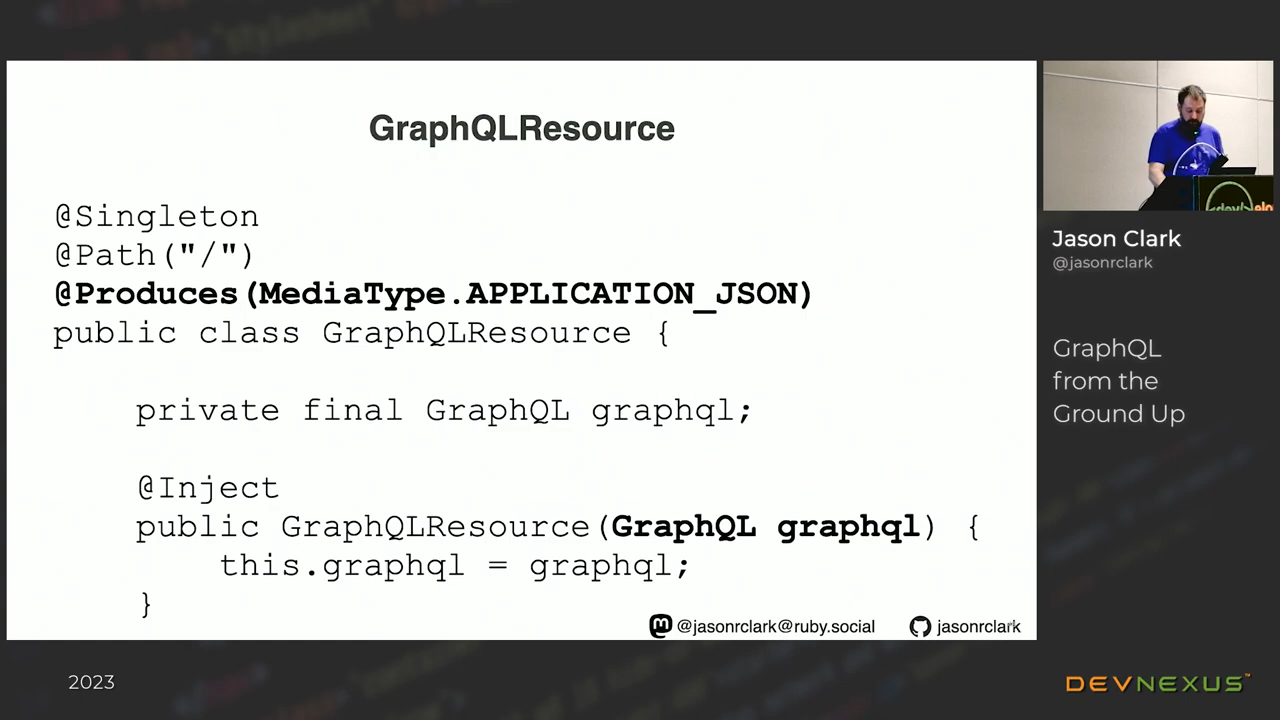 GraphQLResource
@Singleton
@Path("/")
@Produces(MediaType.APPLICATION_JSON)
public class GraphQLResource {
private final GraphQL graphql;
@Inject
public GraphQLResource(GraphQL graphql) {
this.graphql = graphql;
}
@jasonrclark@ruby.social
jasonrclark
Jason Clark
@jasonrclark
GraphQL
from the
Ground Up
2023
DEVNEXUS